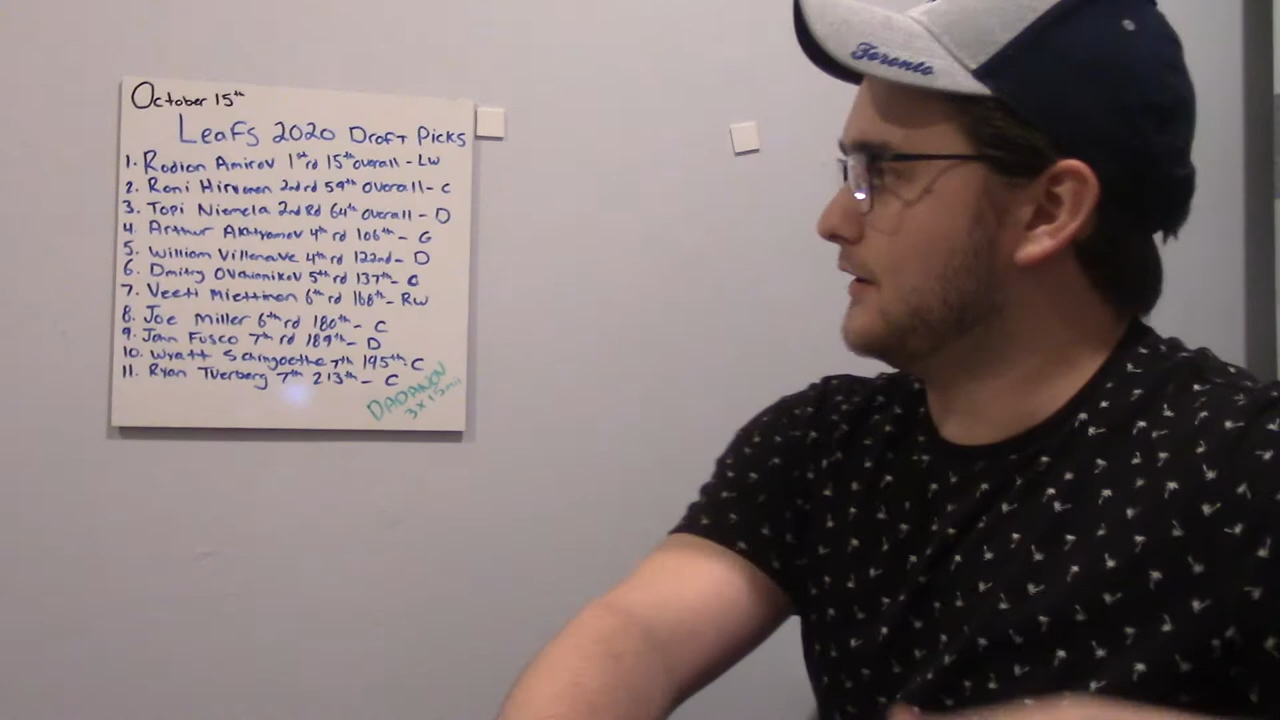 October 15th
Leafs 2020 Draft Picks
1. Rodion Amirov 1st rd 15th overall - LW
2. Roni Hirvonen 2nd rd 59th overall - C
3. Topi Niemela 2nd Rd 64th overall - D
4. Arthur Akhtyamov 4th rd 106th - G
5. William Villeneuve 4th rd 122nd - D
6. Dmitry Ovchinnikov 5th rd 137th - C
7. Veeti Miettinen 6th rd 168th - RW
8. Joe Miller 6th rd 180th - C
9. John Fusco 7th rd 189th - D
10. Wyatt Schingoethe 7th 195th - C
11. Ryan Tverberg 7th 213th - C
DADANOV
3x15mil
Toronto